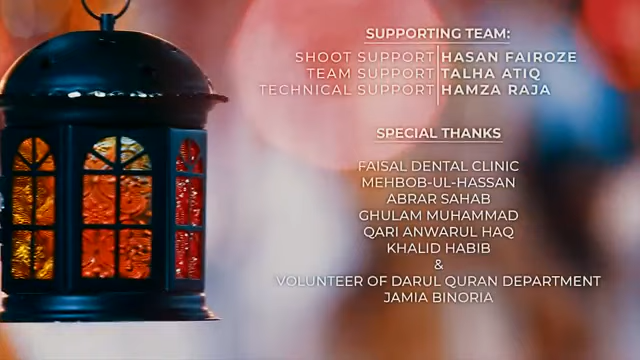 SUPPORTING TEAM:
SHOOT SUPPORT HASAN FAIROZE
TEAM SUPPORT TALHA ATIQ
TECHNICAL SUPPORT HAMZA RAJA
SPECIAL THANKS
FAISAL DENTAL CLINIC
MEHBOB-UL-HASSAN
ABRAR SAHAB
GHULAM MUHAMMAD
QARI ANWARUL HAQ
KHALID HABIB
&
VOLUNTEER OF DARUL QURAN DEPARTMENT
JAMIA BINORIA